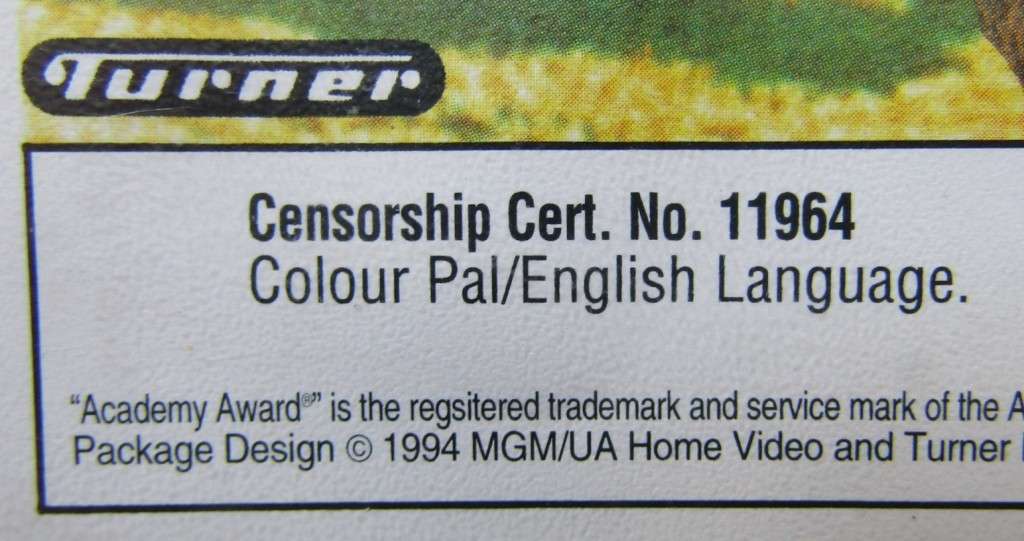 Turner
Censorship Cert. No. 11964
Colour Pal/English Language.
“Academy Award®” is the regsitered trademark and service mark of the A
Package Design © 1994 MGM/UA Home Video and Turner